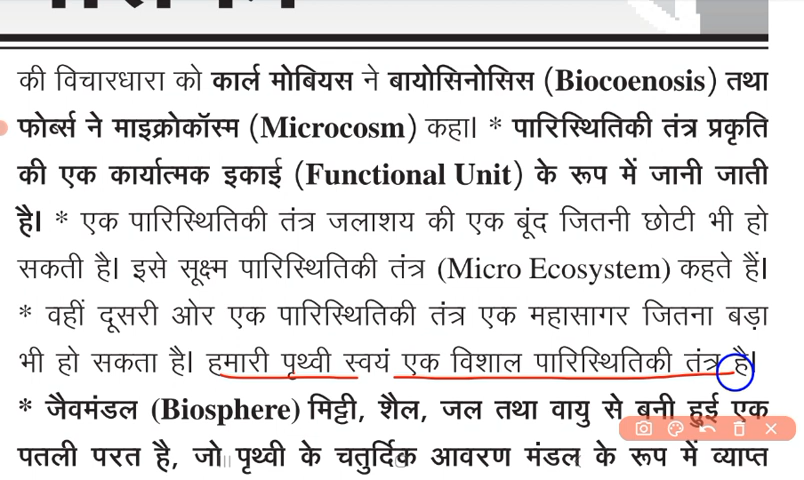 की विचारधारा को कार्ल मोबियस ने बायोसिनोसिस (Biocoenosis) तथा
फोर्ब्स ने माइक्रोकॉस्म (Microcosm) कहा। * पारिस्थितिकी तंत्र प्रकृति
की एक कार्यात्मक इकाई (Functional Unit) के रूप में जानी जाती
है। * एक पारिस्थितिकी तंत्र जलाशय की एक बूंद जितनी छोटी भी हो
सकती है। इसे सूक्ष्म पारिस्थितिकी तंत्र (Micro Ecosystem) कहते हैं।
* वहीं दूसरी ओर एक पारिस्थितिकी तंत्र एक महासागर जितना बड़ा
भी हो सकता है। हमारी पृथ्वी स्वयं एक विशाल पारिस्थितिकी तंत्र है।
* जैवमंडल (Biosphere) मिट्टी, शैल, जल तथा वायु से बनी हुई एक
पतली परत है, जो पृथ्वी के चतुर्दिक आवरण मंडल के रूप में व्याप्त